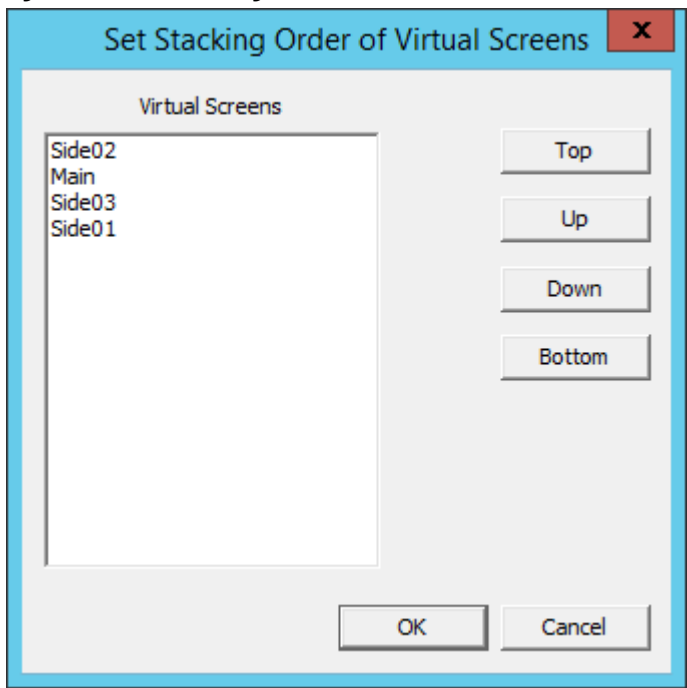 Set Stacking Order of Virtual Screens
x
Virtual Screens
Side02
Main
Side03
Side01
Top
Up
Down
Bottom
OK
Cancel